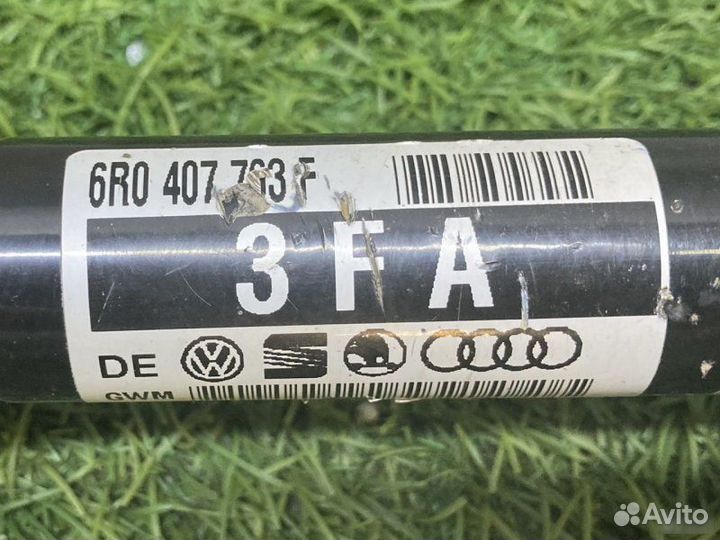 6R0 407 763 F
3 F A
DE
GWM
Avito